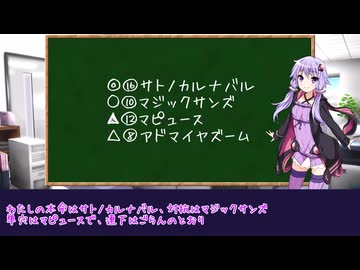 ◎⑯サトノカルナバル
○⑩マジックサンズ
▲⑫マピュース
△⑧アドマイヤズーム
わたしの本命はサトノカルナバル、対抗はマジックサンズ
単穴はマピュースで、連下はごらんのとおり